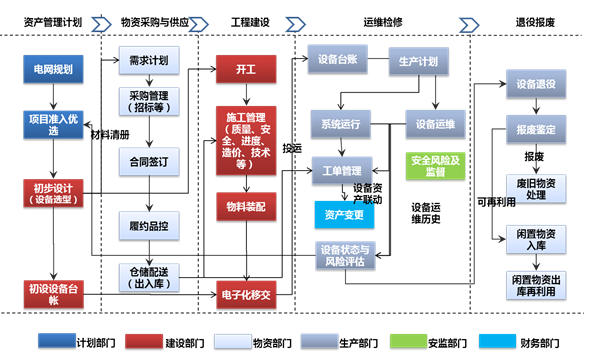 资产管理计划
物资采购与供应
工程建设
运维检修
退役报废
电网规划
项目准入优
选
材料清册
初步设计
（设备选型）
初设设备台
帐
需求计划
采购管理
（招标等）
合同签订
履约品控
仓储配送
（出入库）
开工
施工管理
（质量、安
全、进度、
造价、技术
等）
物料装配
电子化移交
投运
设备台账
生产计划
系统运行
设备运维
工单管理
安全风险及
监督
设备资
产联动
资产变更
设备运
维历史
设备状态与
风险评估
设备退役
报废鉴定
报废
废旧物资
处理
可再利用
闲置物资
入库
闲置物资出
库再利用
计划部门
建设部门
物资部门
生产部门
安监部门
财务部门